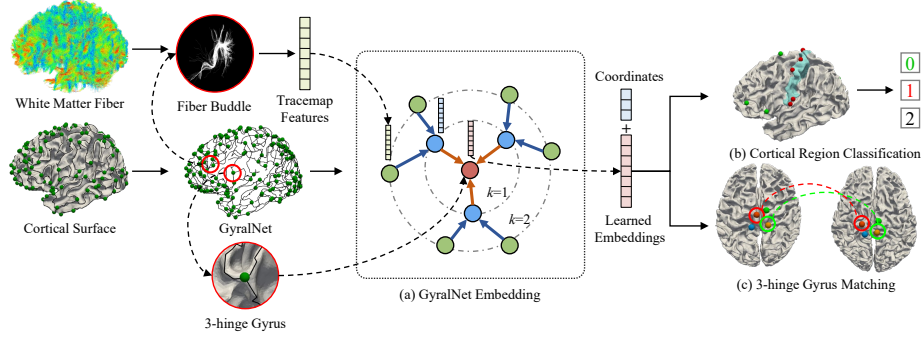 White Matter Fiber
Fiber Buddle
Tracemap
Features
Cortical Surface
GyralNet
3-hinge Gyrus
k=1
k=2
(a) GyralNet Embedding
Coordinates
+
Learned
Embeddings
0
1
2
(b) Cortical Region Classification
(c) 3-hinge Gyrus Matching